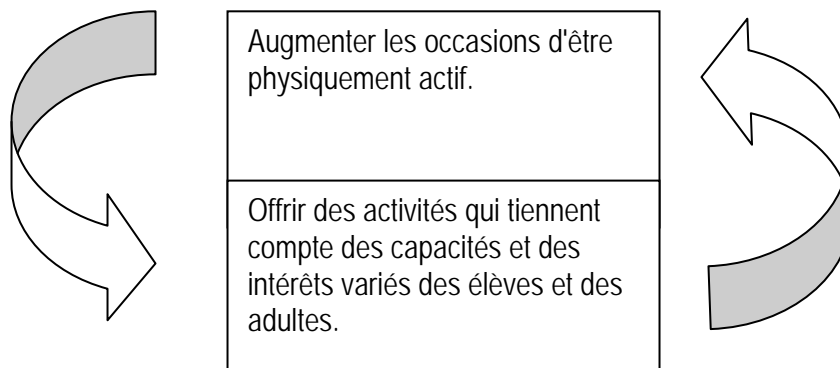 Augmenter les occasions d'être
physiquement actif.
Offrir des activités qui tiennent
compte des capacités et des
intérêts variés des élèves et des
adultes.